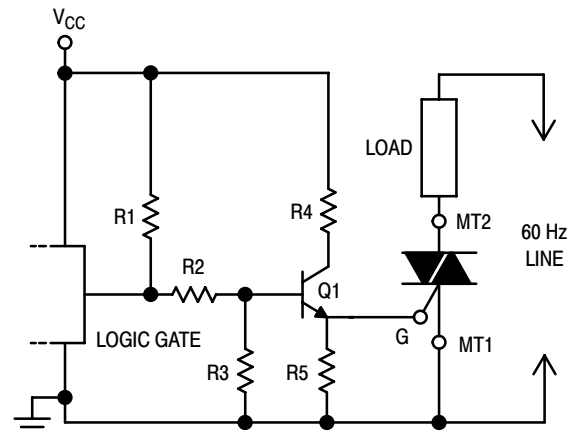 VCC
LOAD
R1
R4
MT2
60 Hz
LINE
R2
Q1
LOGIC GATE
G
MT1
R3
R5